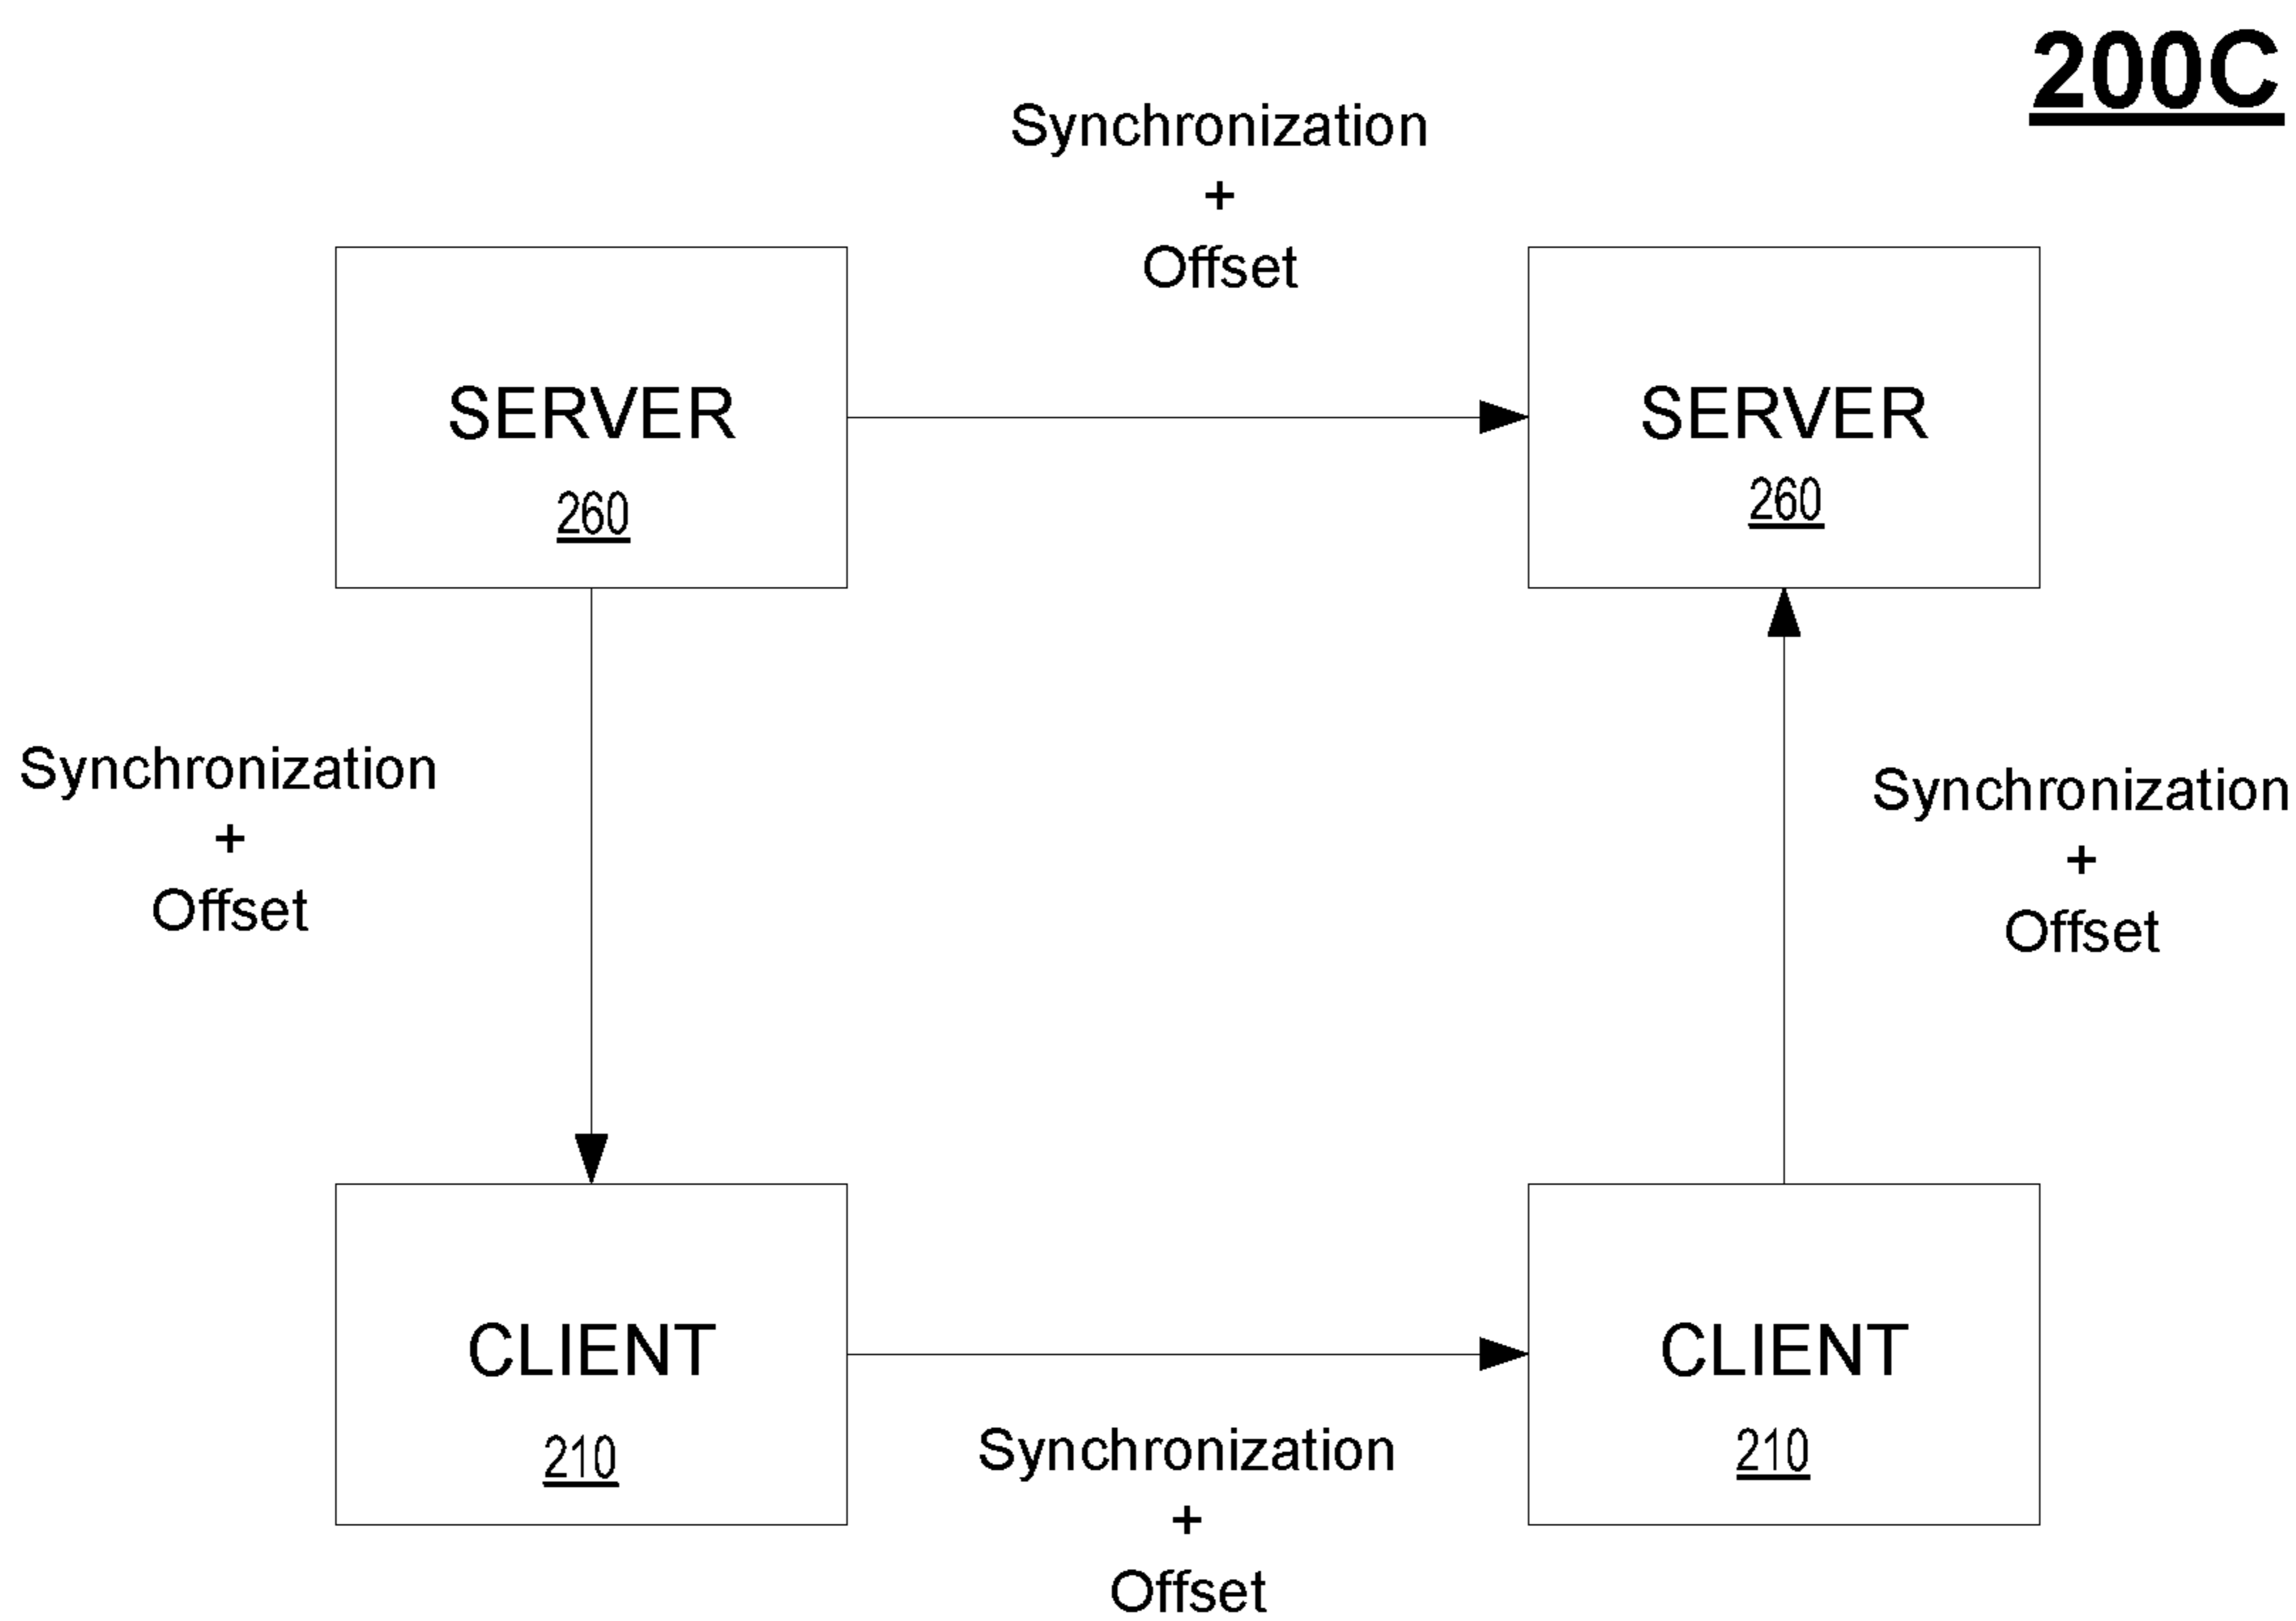 200C
Synchronization
+
Offset
SERVER
260
SERVER
260
Synchronization
+
Offset
Synchronization
+
Offset
CLIENT
210
CLIENT
210
Synchronization
+
Offset